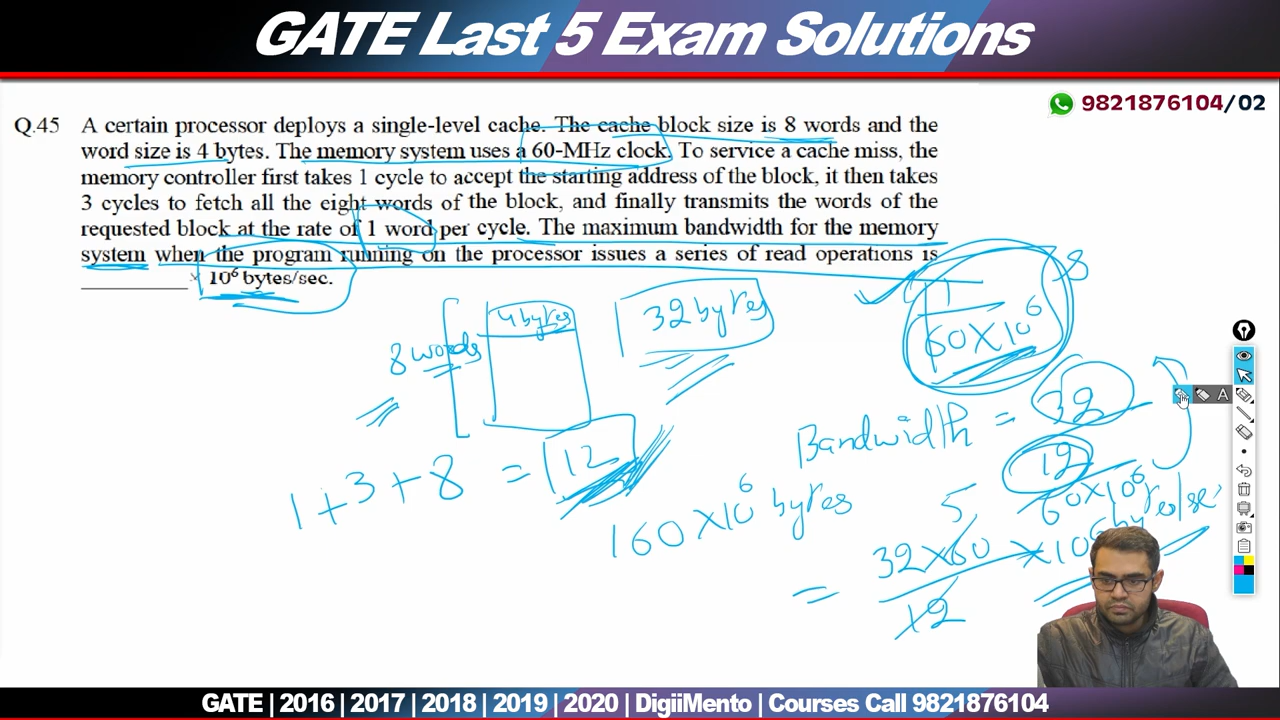 GATE Last 5 Exam Solutions
9821876104/02
Q.45 A certain processor deploys a single-level cache. The cache block size is 8 words and the
word size is 4 bytes. The memory system uses a 60-MHz clock. To service a cache miss, the
memory controller first takes 1 cycle to accept the starting address of the block, it then takes
3 cycles to fetch all the eight words of the block, and finally transmits the words of the
requested block at the rate of 1 word per cycle. The maximum bandwidth for the memory
system when the program running on the processor issues a series of read operations is
____________ × 10⁶ bytes/sec.
8
1
60×10⁶
4 bytes
32 bytes
8 words
Bandwidth = 32
12
60×10⁶
1+3+8 = 12
160×10⁶ bytes
5
= 32×60 ×10⁶ by
12
A
GATE | 2016 | 2017 | 2018 | 2019 | 2020 | DigiiMento | Courses Call 9821876104